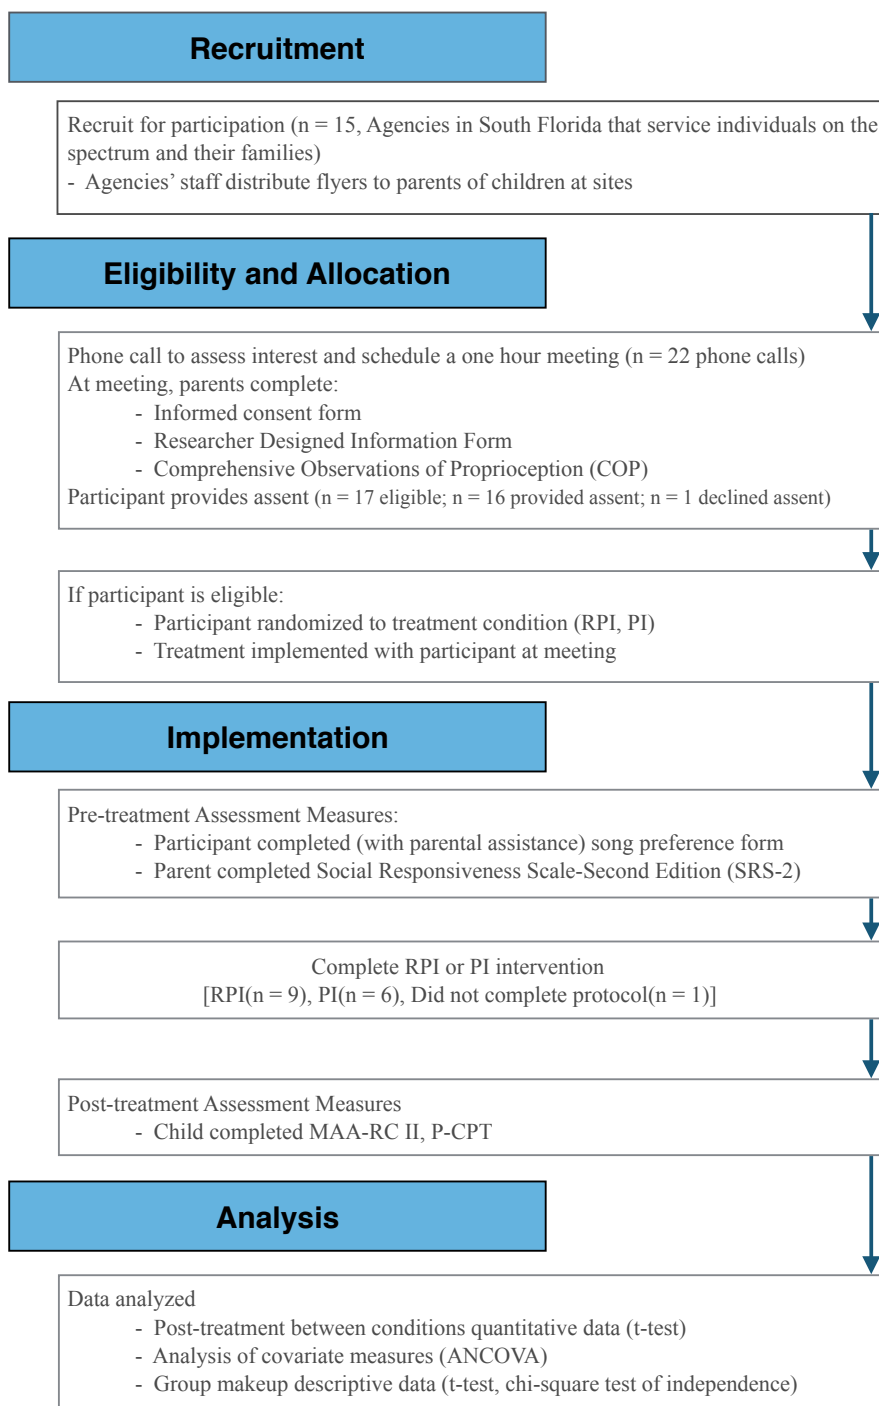 Recruitment
Recruit for participation (n = 15, Agencies in South Florida that service individuals on the
spectrum and their families)
- Agencies' staff distribute flyers to parents of children at sites
Eligibility and Allocation
Phone call to assess interest and schedule a one hour meeting (n = 22 phone calls)
At meeting, parents complete:
- Informed consent form
- Researcher Designed Information Form
- Comprehensive Observations of Proprioception (COP)
Participant provides assent (n = 17 eligible; n = 16 provided assent; n = 1 declined assent)
If participant is eligible:
- Participant randomized to treatment condition (RPI, PI)
- Treatment implemented with participant at meeting
Implementation
Pre-treatment Assessment Measures:
- Participant completed (with parental assistance) song preference form
- Parent completed Social Responsiveness Scale-Second Edition (SRS-2)
Complete RPI or PI intervention
[RPI(n = 9), PI(n = 6), Did not complete protocol(n = 1)]
Post-treatment Assessment Measures
- Child completed MAA-RC II, P-CPT
Analysis
Data analyzed
- Post-treatment between conditions quantitative data (t-test)
- Analysis of covariate measures (ANCOVA)
- Group makeup descriptive data (t-test, chi-square test of independence)